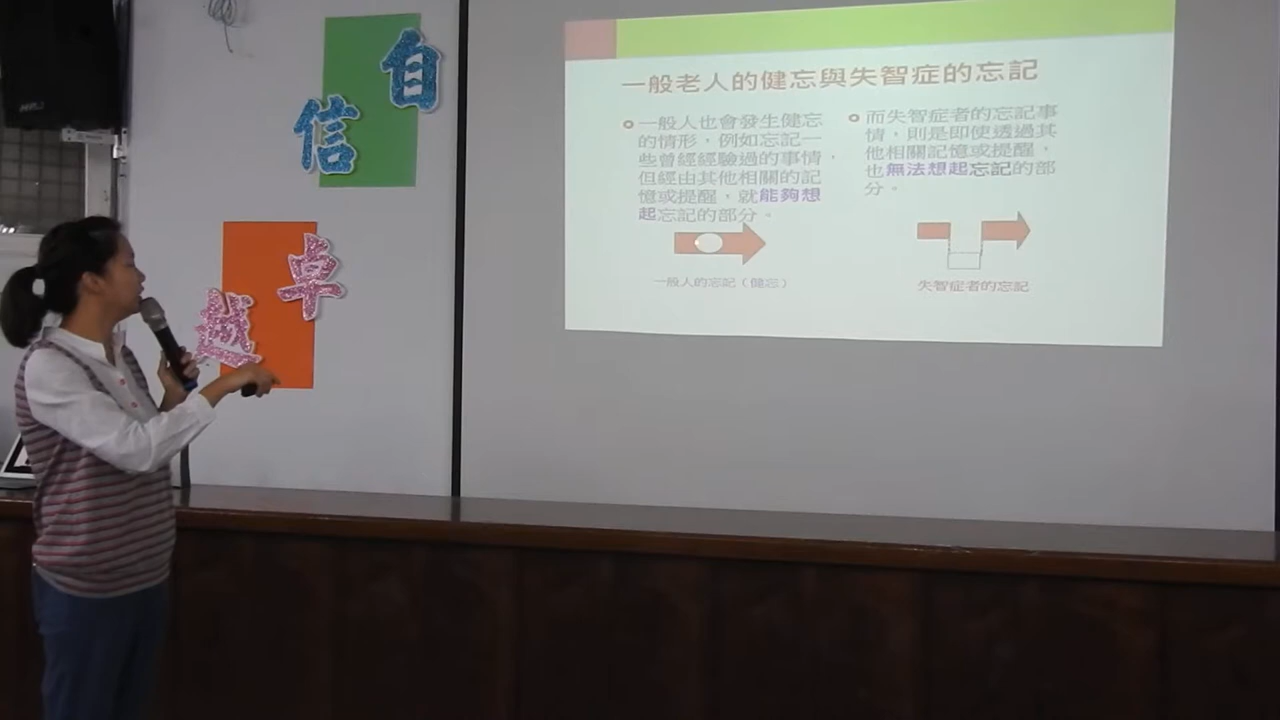 自信
卓越
一般老人的健忘與失智症的忘記
一般人也會發生健忘
的情形，例如忘記一
些曾經經驗過的事情，
但經由其他相關的記
憶或提醒，就能夠想
起忘記的部分。
一般人的忘記（健忘）
而失智症者的忘記事
情，則是即使透過其
他相關記憶或提醒，
也無法想起忘記的部
分。
失智症者的忘記